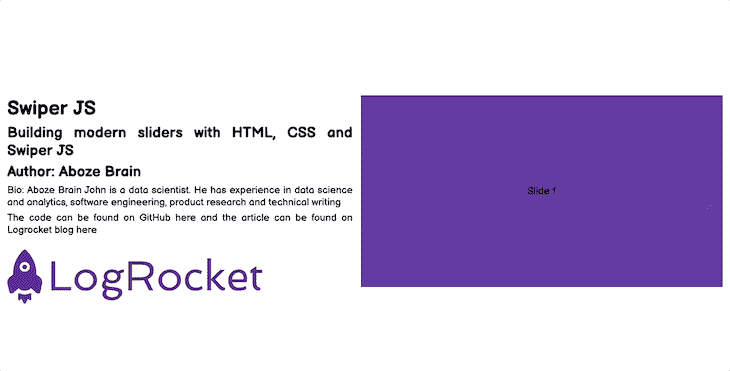 Swiper JS
Building modern sliders with HTML, CSS and
Swiper JS
Author: Aboze Brain
Bio: Aboze Brain John is a data scientist. He has experience in data science
and analytics, software engineering, product research and technical writing
The code can be found on GitHub here and the article can be found on
Logrocket blog here
LogRocket
Slide 1